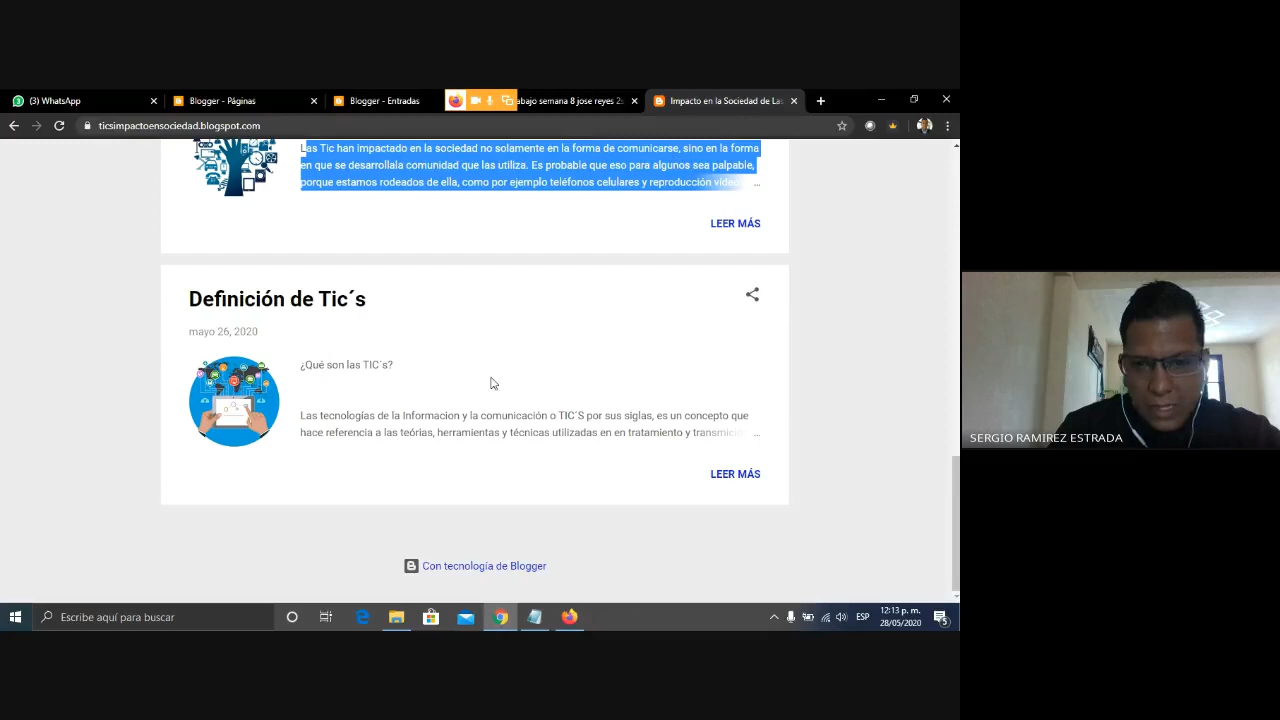 (3) WhatsApp
Blogger - Páginas
Blogger - Entradas
abajo semana 8 jose reyes 2
Impacto en la Sociedad de La
ticsimpactoensociedad.blogspot.com
Las Tic han impactado en la sociedad no solamente en la forma de comunicarse, sino en la forma
en que se desarrollala comunidad que las utiliza. Es probable que eso para algunos sea palpable,
porque estamos rodeados de ella, como por ejemplo teléfonos celulares y reproducción video ...
LEER MÁS
Definición de Tic´s
mayo 26, 2020
¿Qué son las TIC´s?
Las tecnologías de la Informacion y la comunicación o TIC´S por sus siglas, es un concepto que
hace referencia a las teórias, herramientas y técnicas utilizadas en en tratamiento y transmició ...
LEER MÁS
Con tecnología de Blogger
SERGIO RAMIREZ ESTRADA
Escribe aquí para buscar
ESP
12:13 p. m.
28/05/2020
5